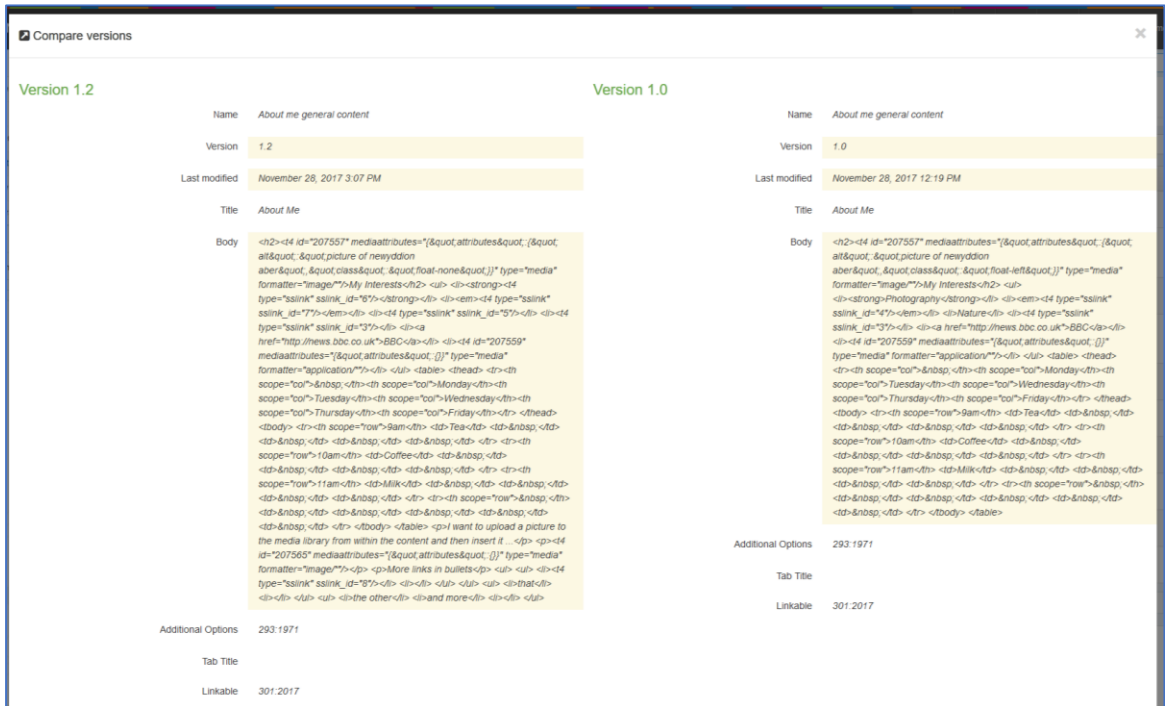 Compare versions
×
Version 1.2
Name About me general content
Version 1.2
Last modified November 28, 2017 3:07 PM
Title About Me
Body <h2><t4 id="207557" mediaattributes="{&quot;attributes&quot;:{&quot;
alt&quot;:&quot;picture of newyddion
aber&quot;,&quot;class&quot;:&quot;float-none&quot;}}" type="media"
formatter="image/*"/>My Interests</h2> <ul> <li><strong><t4
type="sslink" sslink_id="6"/></strong></li> <li><em><t4 type="sslink"
sslink_id="7"/></em></li> <li><t4 type="sslink" sslink_id="5"/></li> <li><t4
type="sslink" sslink_id="3"/></li> <li><a
href="http://news.bbc.co.uk">BBC</a></li> <li><t4 id="207559"
mediaattributes="{&quot;attributes&quot;:{}}" type="media"
formatter="application/*"/></li> </ul> <table> <thead> <tr><th
scope="col">&nbsp;</th><th scope="col">Monday</th><th
scope="col">Tuesday</th><th scope="col">Wednesday</th><th
scope="col">Thursday</th><th scope="col">Friday</th></tr> </thead>
<tbody> <tr><th scope="row">9am</th> <td>Tea</td> <td>&nbsp;</td>
<td>&nbsp;</td> <td>&nbsp;</td> <td>&nbsp;</td> </tr> <tr><th
scope="row">10am</th> <td>Coffee</td> <td>&nbsp;</td>
<td>&nbsp;</td> <td>&nbsp;</td> <td>&nbsp;</td> </tr> <tr><th
scope="row">11am</th> <td>Milk</td> <td>&nbsp;</td> <td>&nbsp;</td>
<td>&nbsp;</td> <td>&nbsp;</td> </tr> <tr><th scope="row">&nbsp;</th>
<td>&nbsp;</td> <td>&nbsp;</td> <td>&nbsp;</td> <td>&nbsp;</td>
<td>&nbsp;</td> </tr> </tbody> </table> <p>I want to upload a picture to
the media library from within the content and then insert it ...</p> <p><t4
id="207565" mediaattributes="{&quot;attributes&quot;:{}}" type="media"
formatter="image/*"/></p> <p>More links in bullets</p> <ul> <ul> <li><t4
type="sslink" sslink_id="8"/></li> <li></li> </ul> </ul> <ul> <li>that</li>
<li></li> </ul> <ul> <li>the other</li> <li>and more</li> <li></li> </ul>
Additional Options 293:1971
Tab Title
Linkable 301:2017
Version 1.0
Name About me general content
Version 1.0
Last modified November 28, 2017 12:19 PM
Title About Me
Body <h2><t4 id="207557" mediaattributes="{&quot;attributes&quot;:{&quot;
alt&quot;:&quot;picture of newyddion
aber&quot;,&quot;class&quot;:&quot;float-left&quot;}}" type="media"
formatter="image/*"/>My Interests</h2> <ul>
<li><strong>Photography</strong></li> <li><em><t4 type="sslink"
sslink_id="4"/></em></li> <li>Nature</li> <li><t4 type="sslink"
sslink_id="3"/></li> <li><a href="http://news.bbc.co.uk">BBC</a></li>
<li><t4 id="207559" mediaattributes="{&quot;attributes&quot;:{}}"
type="media" formatter="application/*"/></li> </ul> <table> <thead>
<tr><th scope="col">&nbsp;</th><th scope="col">Monday</th><th
scope="col">Tuesday</th><th scope="col">Wednesday</th><th
scope="col">Thursday</th><th scope="col">Friday</th></tr> </thead>
<tbody> <tr><th scope="row">9am</th> <td>Tea</td> <td>&nbsp;</td>
<td>&nbsp;</td> <td>&nbsp;</td> <td>&nbsp;</td> </tr> <tr><th
scope="row">10am</th> <td>Coffee</td> <td>&nbsp;</td>
<td>&nbsp;</td> <td>&nbsp;</td> <td>&nbsp;</td> </tr> <tr><th
scope="row">11am</th> <td>Milk</td> <td>&nbsp;</td> <td>&nbsp;</td>
<td>&nbsp;</td> <td>&nbsp;</td> </tr> <tr><th scope="row">&nbsp;</th>
<td>&nbsp;</td> <td>&nbsp;</td> <td>&nbsp;</td> <td>&nbsp;</td>
<td>&nbsp;</td> </tr> </tbody> </table>
Additional Options 293:1971
Tab Title
Linkable 301:2017